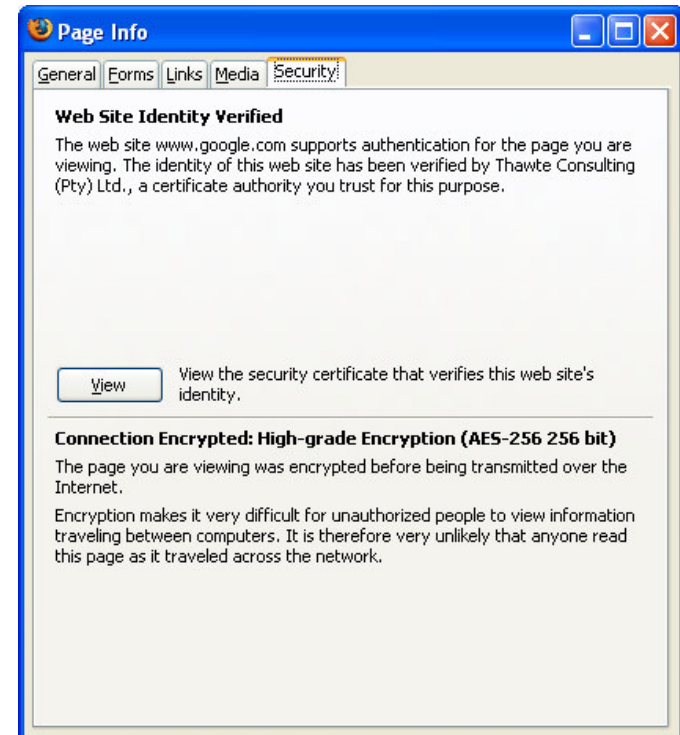 Page Info
General Forms Links Media Security
Web Site Identity Verified
The web site www.google.com supports authentication for the page you are
viewing. The identity of this web site has been verified by Thawte Consulting
(Pty) Ltd., a certificate authority you trust for this purpose.
View
View the security certificate that verifies this web site's
identity.
Connection Encrypted: High-grade Encryption (AES-256 256 bit)
The page you are viewing was encrypted before being transmitted over the
Internet.
Encryption makes it very difficult for unauthorized people to view information
traveling between computers. It is therefore very unlikely that anyone read
this page as it traveled across the network.